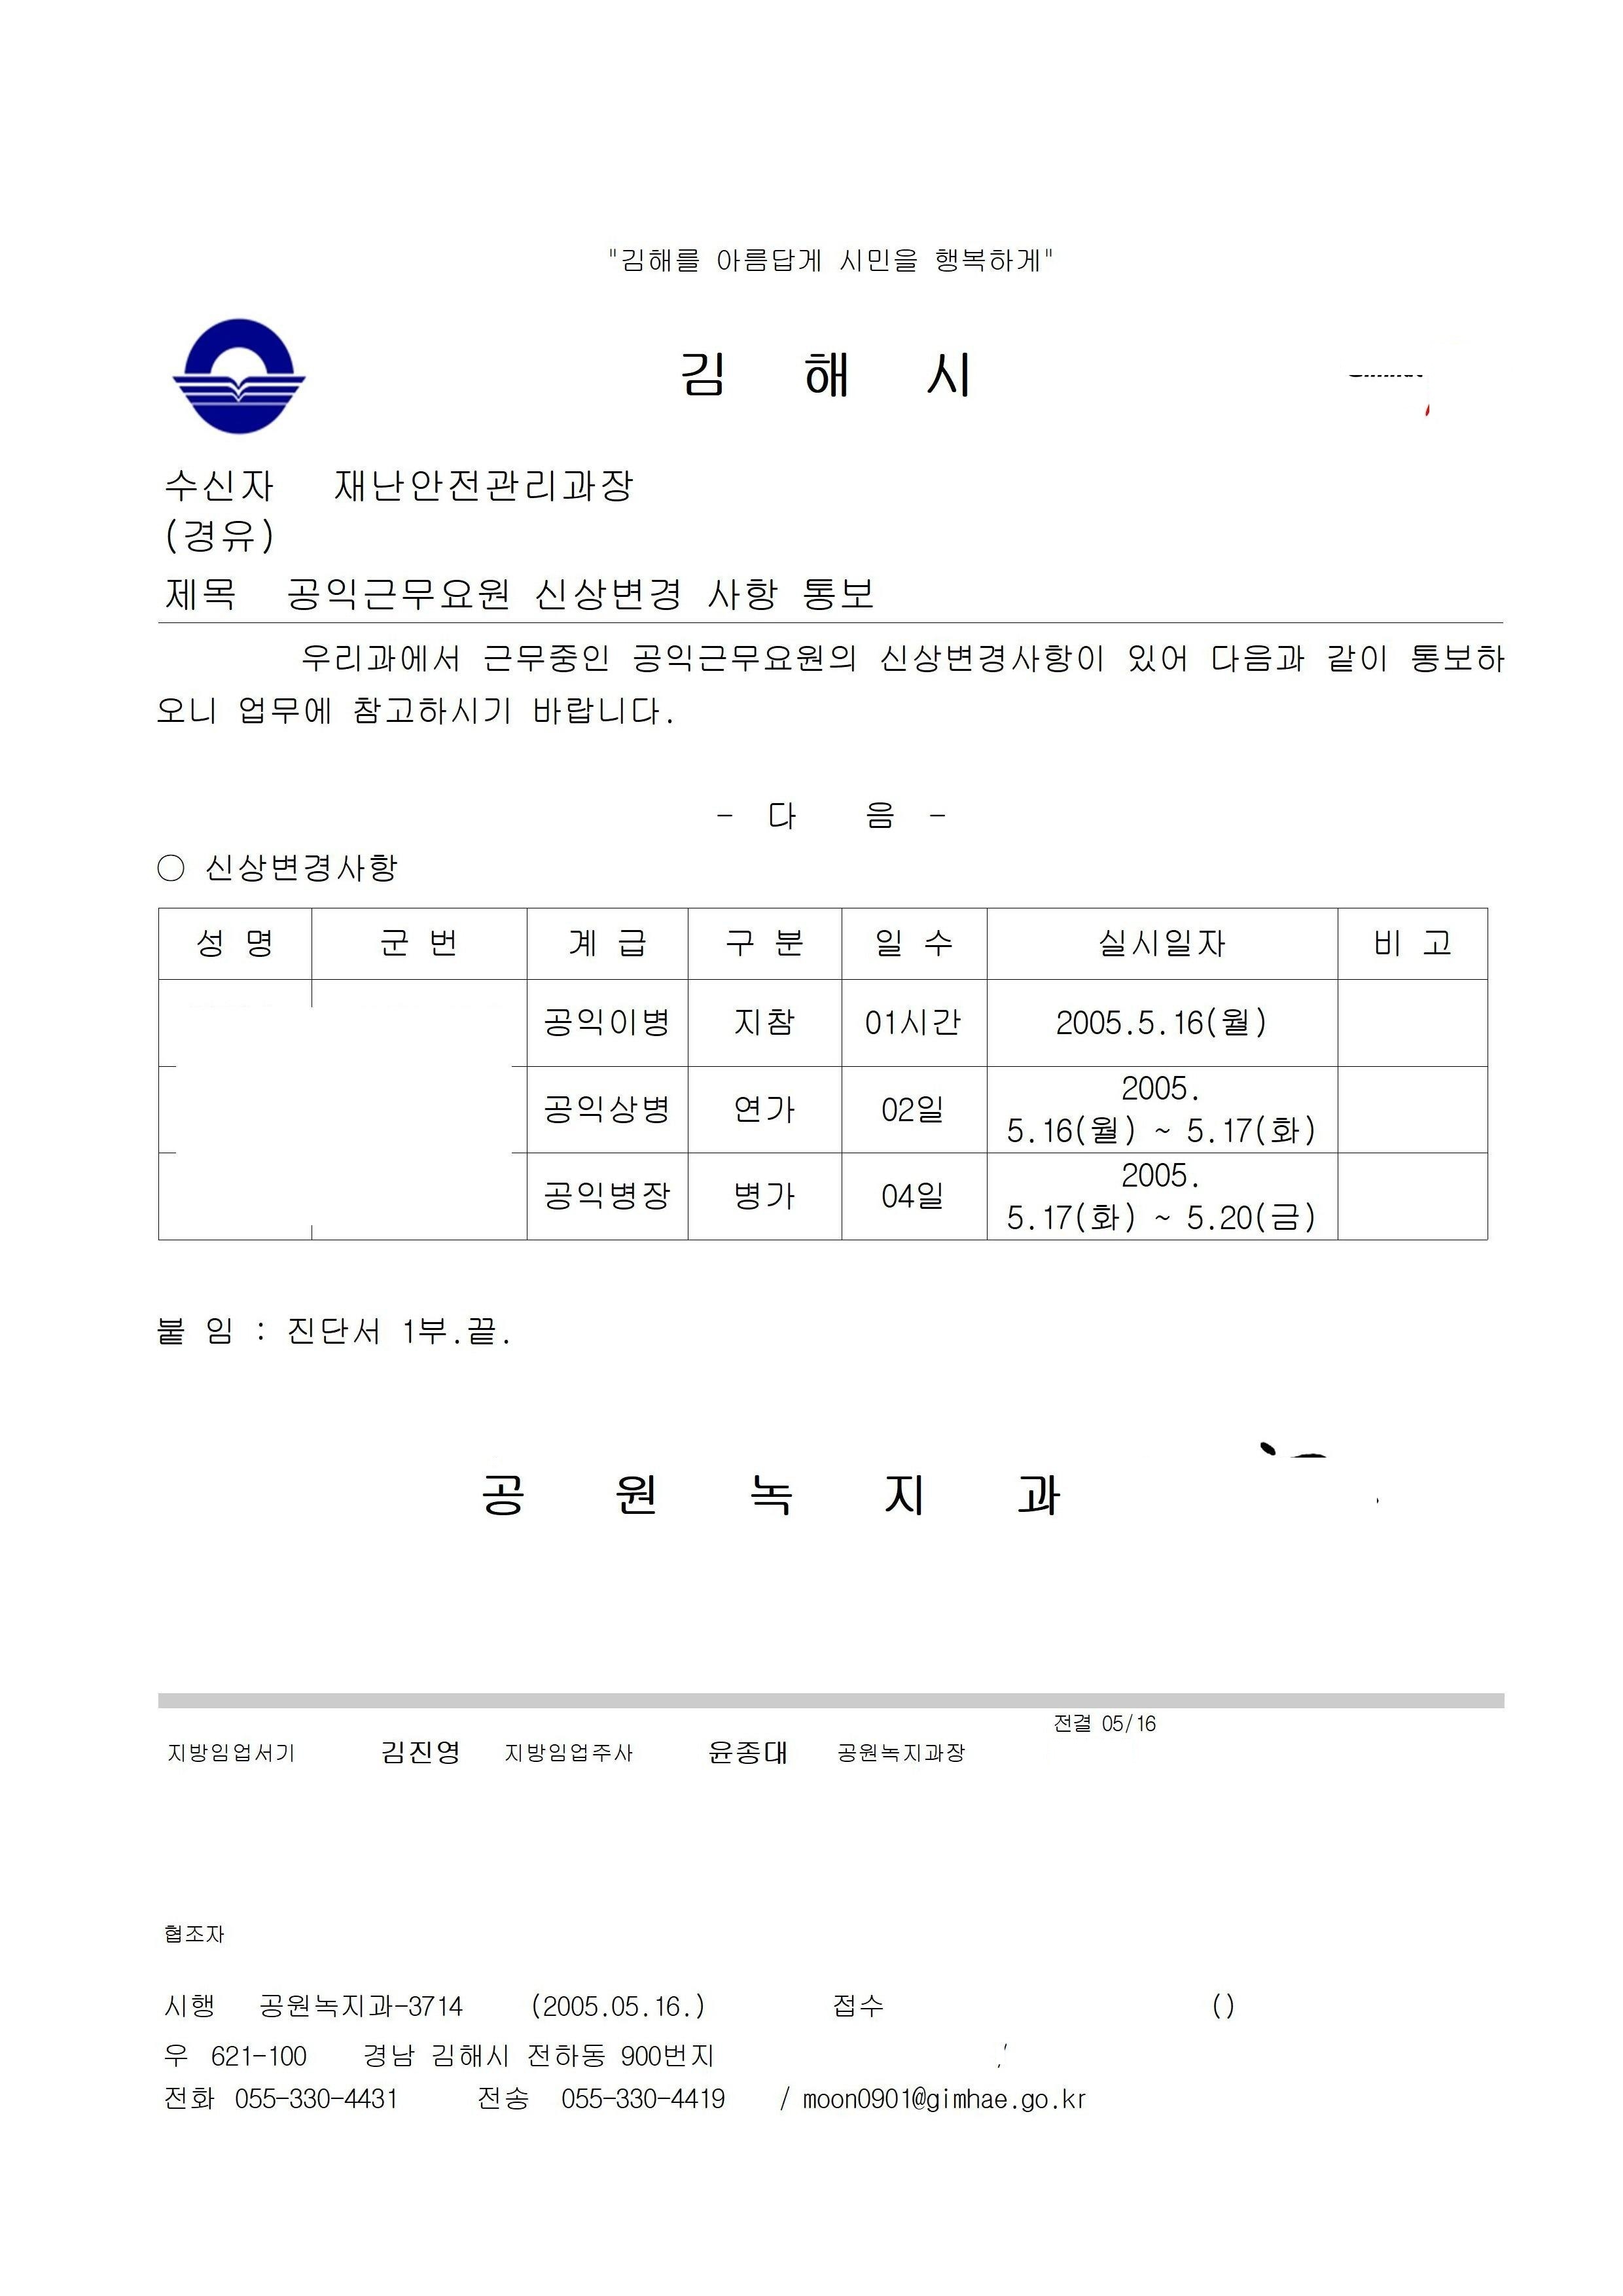 "김해를 아름답게 시민을 행복하게"
김 해 시
수신자 재난안전관리과장
(경유)
제목 공익근무요원 신상변경 사항 통보
우리과에서 근무중인 공익근무요원의 신상변경사항이 있어 다음과 같이 통보하
오니 업무에 참고하시기 바랍니다.
- 다 음 -
○ 신상변경사항
성 명 군 번 계 급 구 분 일 수 실시일자 비 고
공익이병 지참 01시간 2005.5.16(월)
공익상병 연가 02일 2005.
5.16(월) ~ 5.17(화)
공익병장 병가 04일 2005.
5.17(화) ~ 5.20(금)
붙 임 : 진단서 1부.끝.
공 원 녹 지 과
전결 05/16
지방임업서기 김진영 지방임업주사 윤종대 공원녹지과장
협조자
시행 공원녹지과-3714 (2005.05.16.) 접수 ()
우 621-100 경남 김해시 전하동 900번지
전화 055-330-4431 전송 055-330-4419 / moon0901@gimhae.go.kr